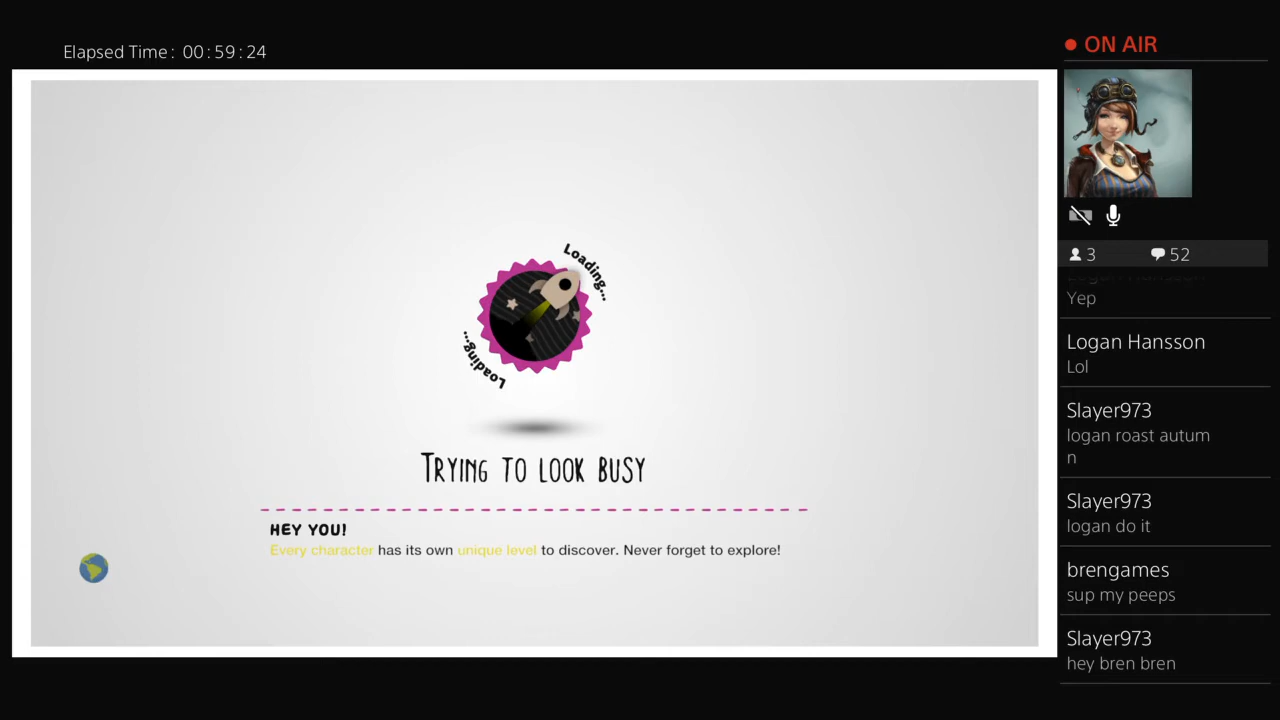 Elapsed Time: 00:59:24
ON AIR
Loading...
Loading...
TRYING TO LOOK BUSY
HEY YOU!
Every character has its own unique level to discover. Never forget to explore!
3 52
Yep
Logan Hansson
Lol
Slayer973
logan roast autum
n
Slayer973
logan do it
brengames
sup my peeps
Slayer973
hey bren bren